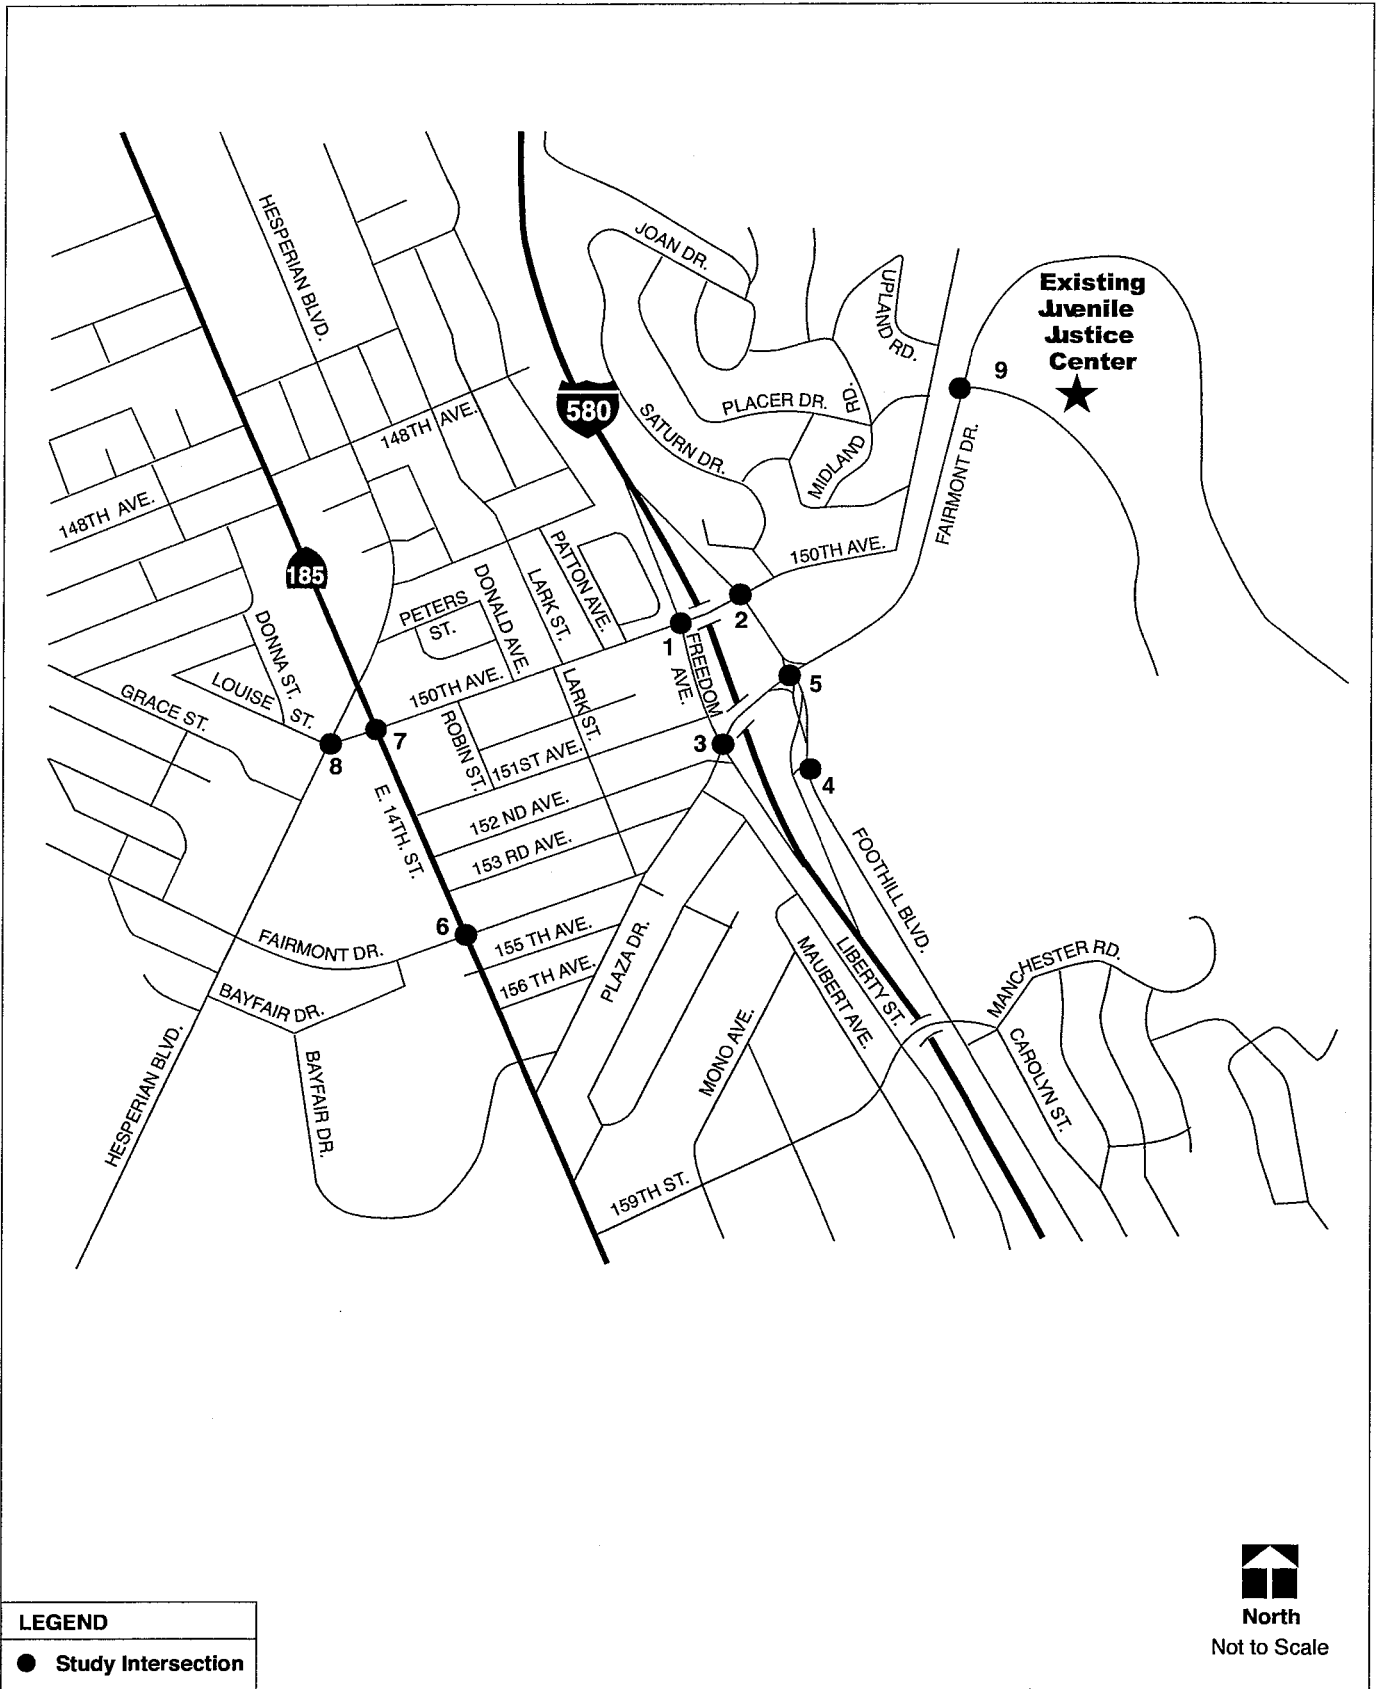 HESPERIAN BLVD.
JOAN DR.
UPLAND RD.
Existing
Juvenile
Justice
Center
9
580
PLACER DR.
RD.
148TH AVE.
SATURN DR.
MIDLAND
148TH AVE.
FAIRMONT DR.
150TH AVE.
PATTON AVE.
185
LARK ST.
DONALD AVE.
PETERS
ST.
2
1
DONNA ST.
FREEDOM
AVE.
LOUISE ST.
GRACE ST.
150TH AVE.
LARK ST.
5
ROBIN ST.
7
3
8
151ST AVE.
4
E. 14TH. ST.
152 ND AVE.
153 RD AVE.
FOOTHILL BLVD.
6
FAIRMONT DR.
155 TH AVE.
PLAZA DR.
156 TH AVE.
LIBERTY ST.
MAUBERT AVE.
MANCHESTER RD.
BAYFAIR DR.
HESPERIAN BLVD.
MONO AVE.
CAROLYN ST.
BAYFAIR DR.
159TH ST.
North
Not to Scale
LEGEND
Study Intersection